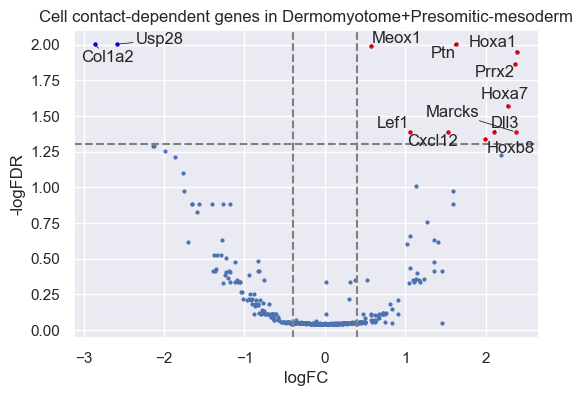 Cell contact-dependent genes in Dermomyotome+Presomitic-mesoderm
2.00
1.75
1.50
1.25
1.00
0.75
0.50
0.25
0.00
-logFDR
Usp28
Col1a2
Meox1
Ptn
Hoxa1
Prrx2
Hoxa7
Marcks
Lef1
Dll3
Cxcl12
Hoxb8
−3
−2
−1
0
1
2
logFC